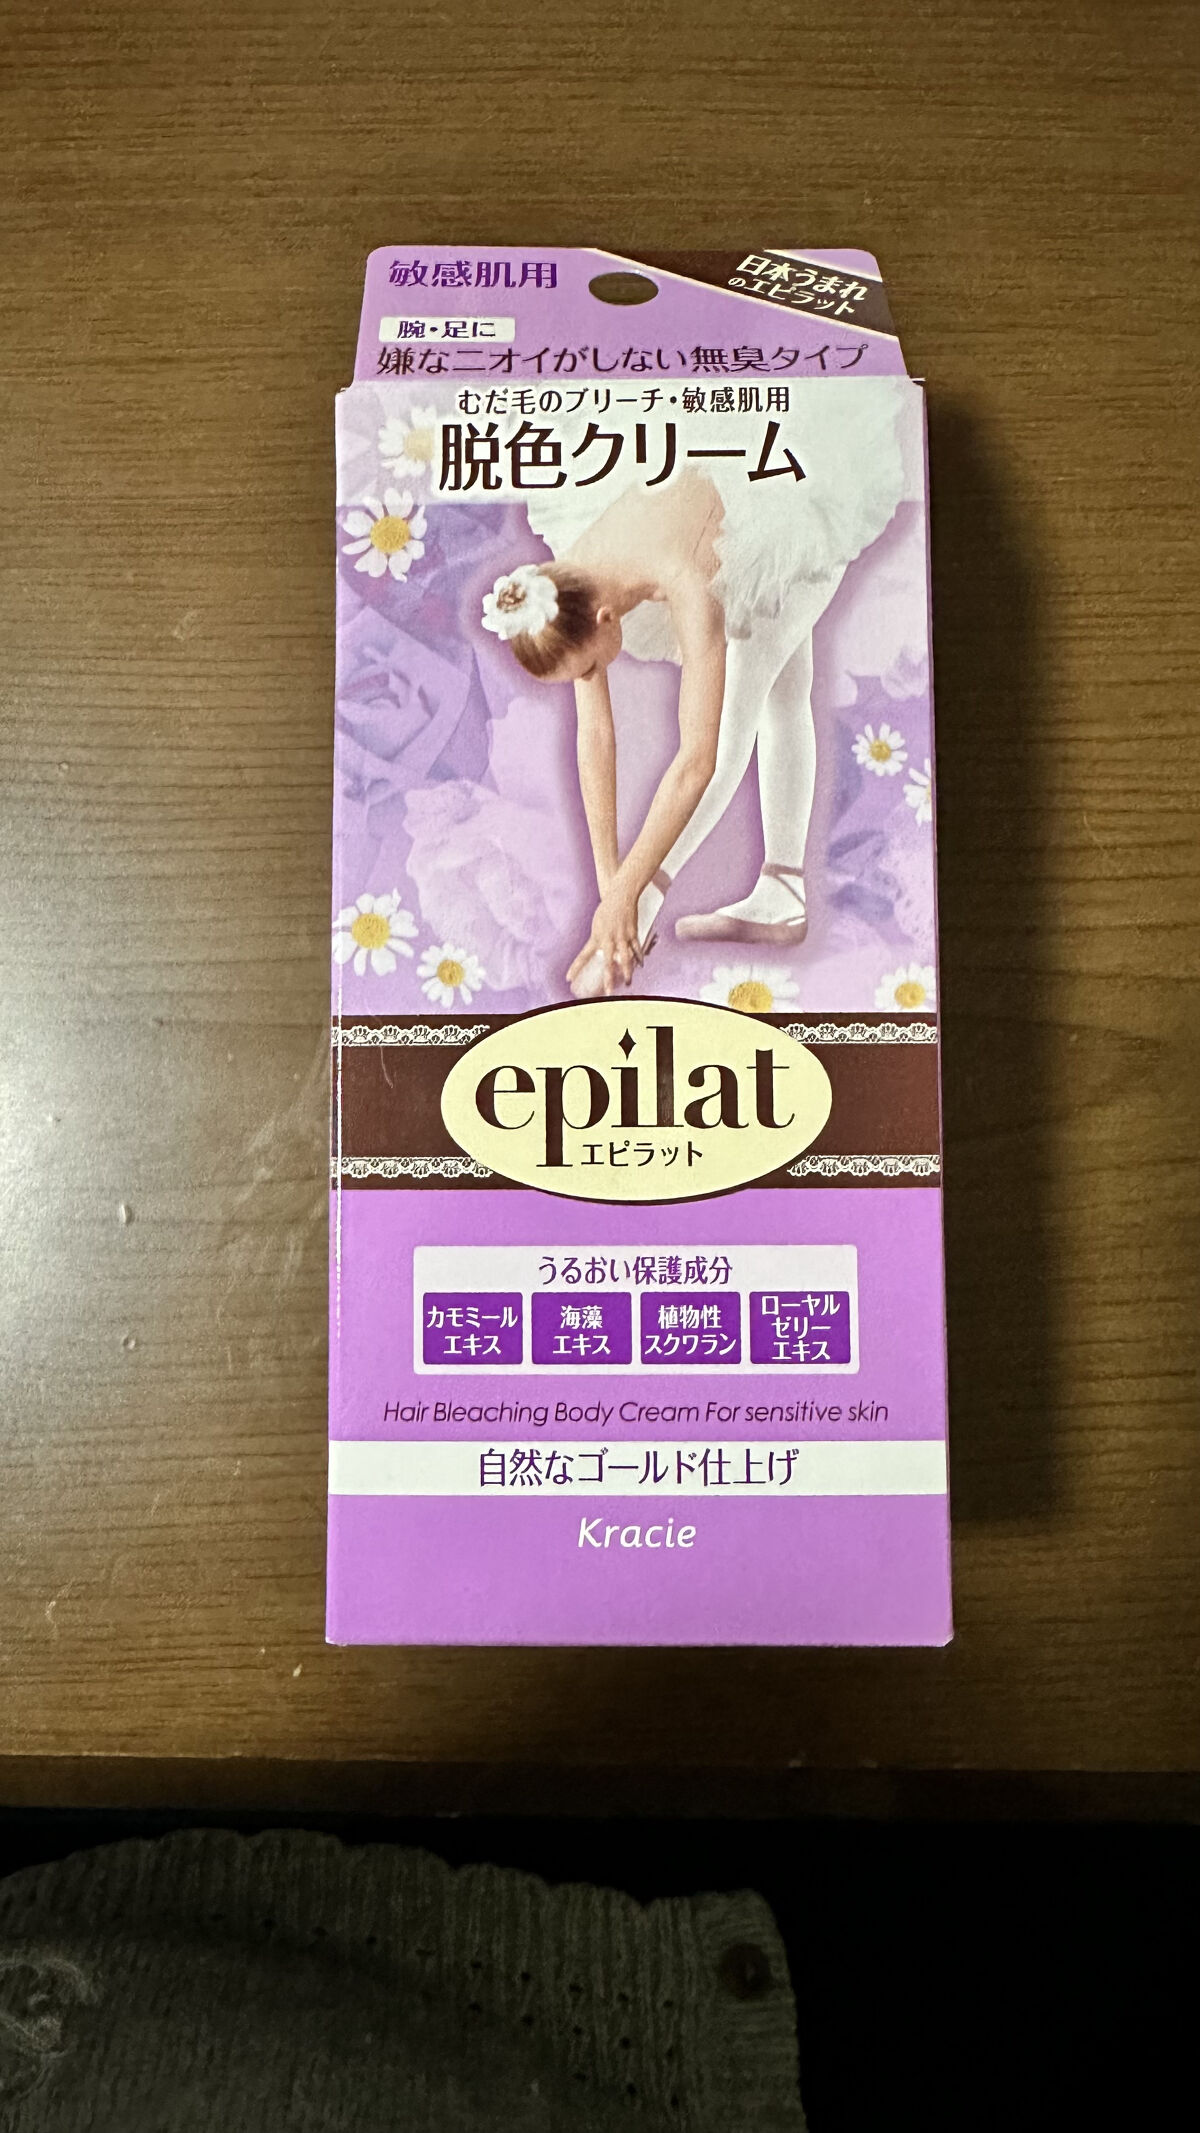 敏感肌用
日本うまれ
のエピラット
腕・足に
嫌なニオイがしない無臭タイプ
むだ毛のブリーチ・敏感肌用
脱色クリーム
epilat
エピラット
うるおい保護成分
カモミール
エキス
海藻
エキス
植物性
スクワラン
ローヤル
ゼリー
エキス
Hair Bleaching Body Cream For sensitive skin
自然なゴールド仕上げ
Kracie